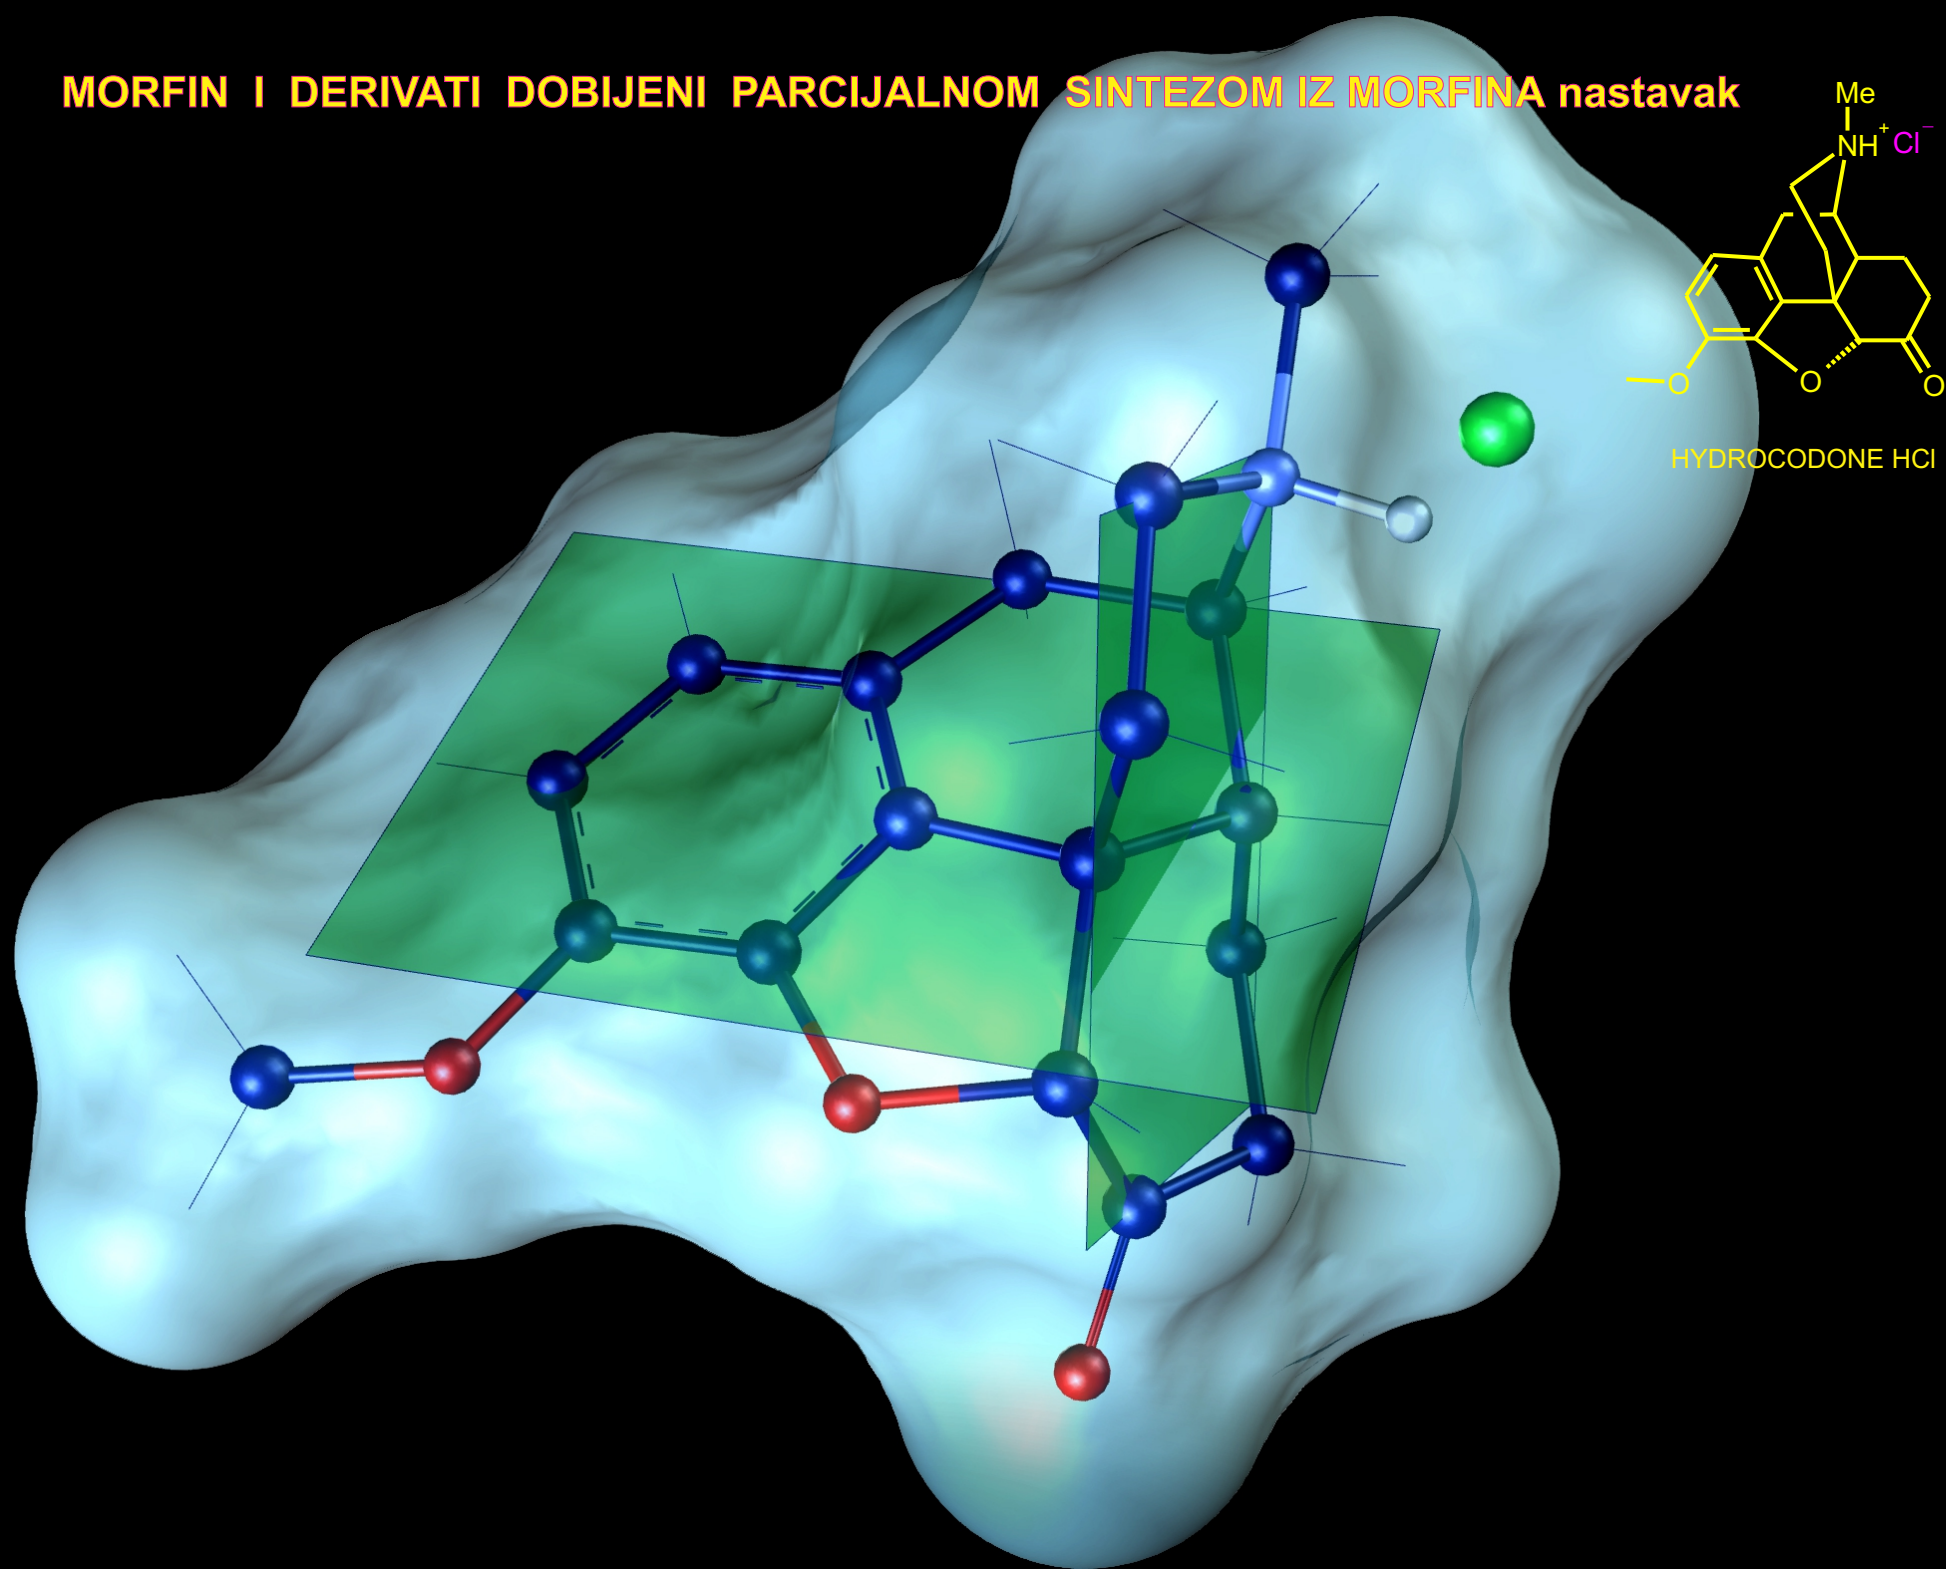 MORFIN I DERIVATI DOBIJENI PARCIJALNOM SINTEZOM IZ MORFINA nastavak
Me
NH+ Cl−
O O O
HYDROCODONE HCl